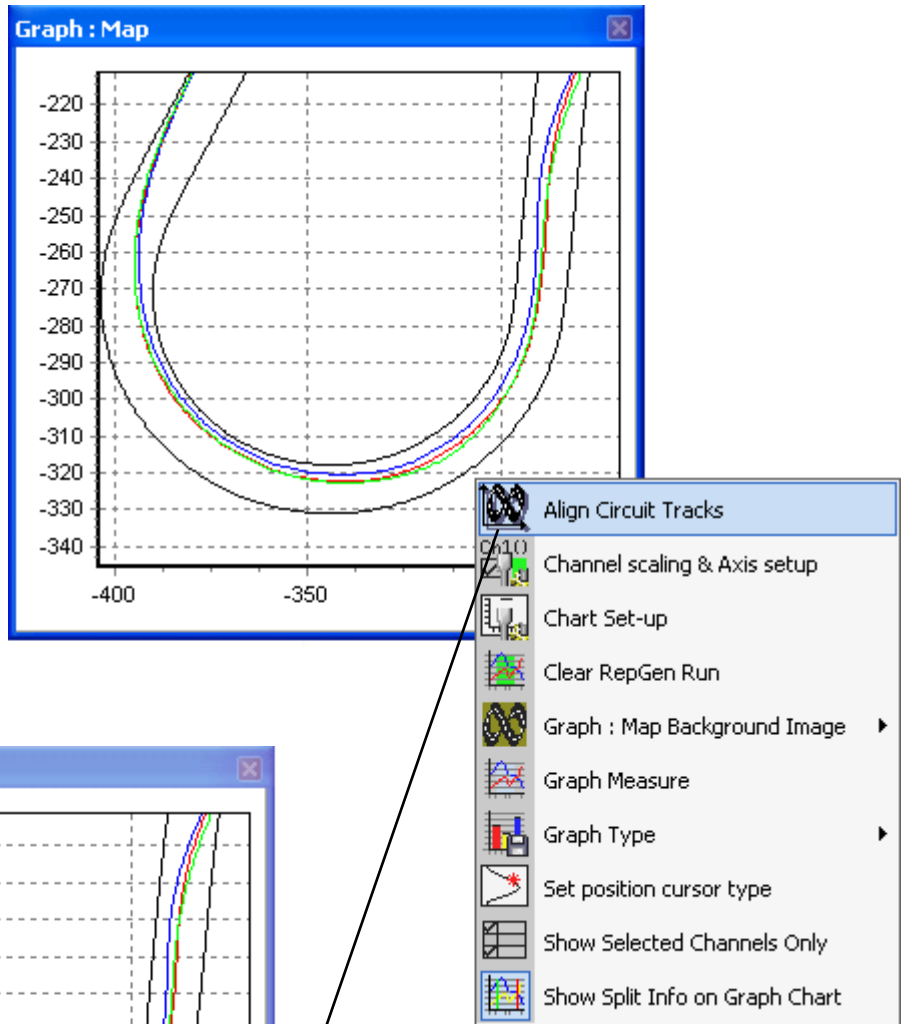 Graph : Map
-220
-230
-240
-250
-260
-270
-280
-290
-300
-310
-320
-330
-340
-400
-350
Align Circuit Tracks
Ch1()
Channel scaling & Axis setup
Chart Set-up
Clear RepGen Run
Graph : Map Background Image
Graph Measure
Graph Type
Set position cursor type
Show Selected Channels Only
Show Split Info on Graph Chart